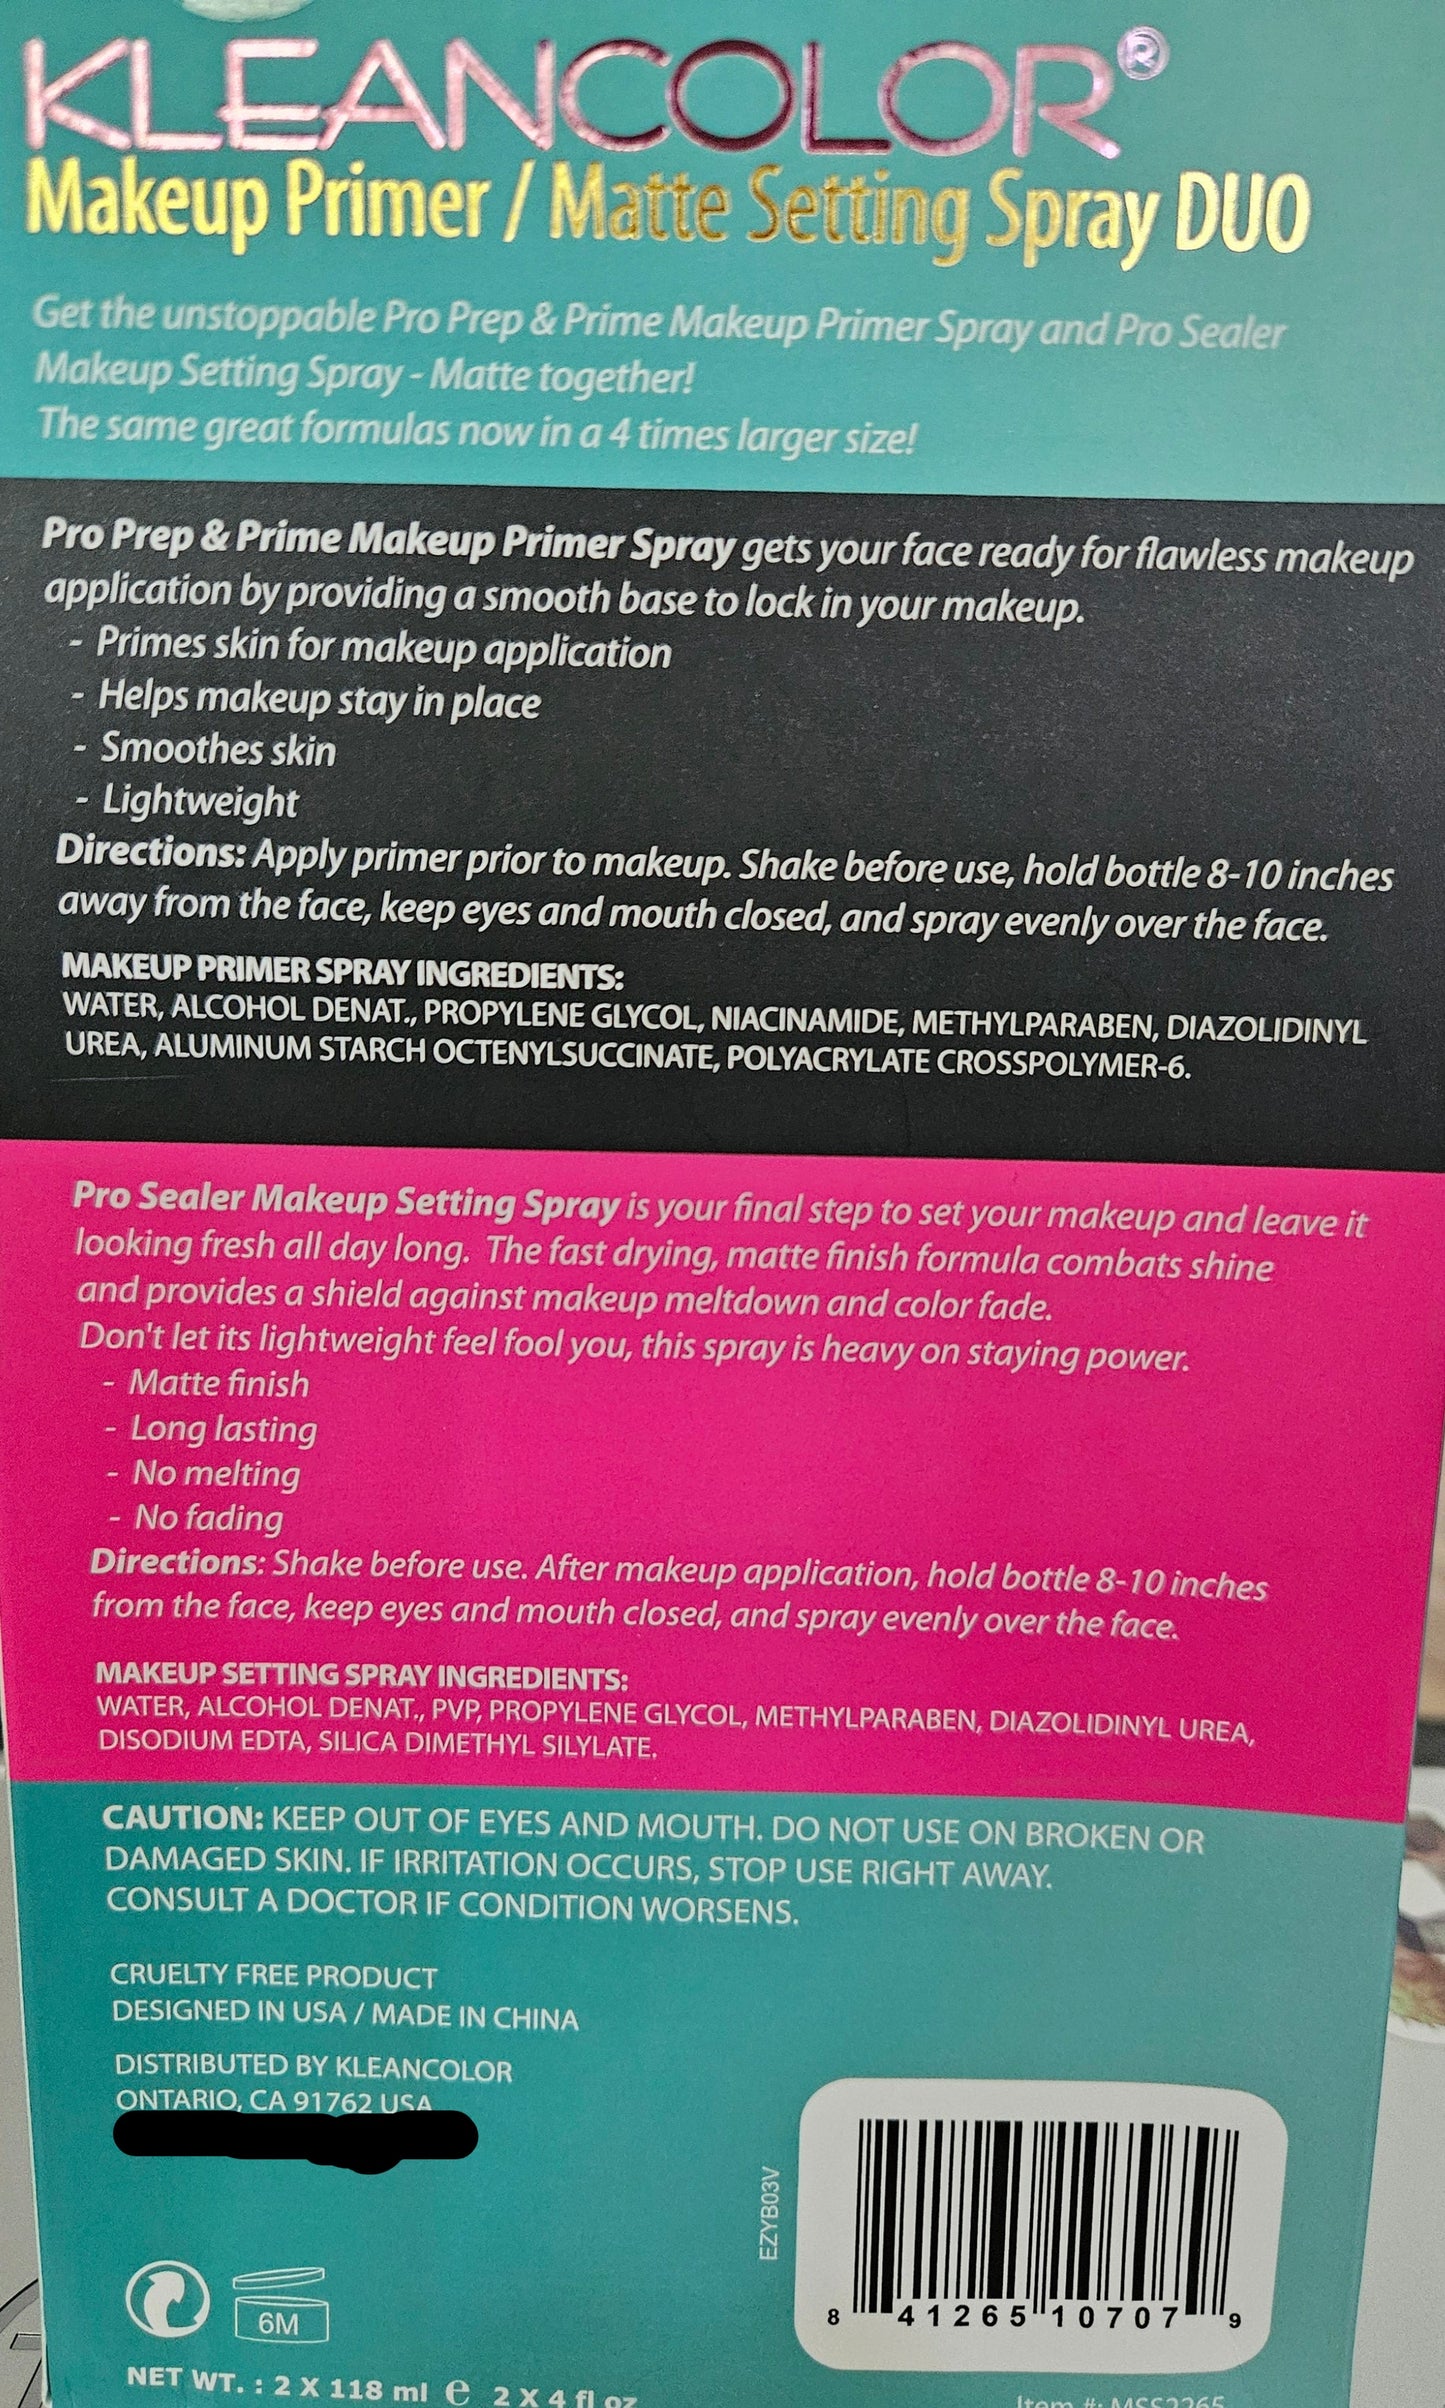 KLEANCOLOR®
Makeup Primer / Matte Setting Spray DUO
Get the unstoppable Pro Prep & Prime Makeup Primer Spray and Pro Sealer
Makeup Setting Spray - Matte together!
The same great formulas now in a 4 times larger size!
Pro Prep & Prime Makeup Primer Spray gets your face ready for flawless makeup
application by providing a smooth base to lock in your makeup.
- Primes skin for makeup application
- Helps makeup stay in place
- Smoothes skin
- Lightweight
Directions: Apply primer prior to makeup. Shake before use, hold bottle 8-10 inches
away from the face, keep eyes and mouth closed, and spray evenly over the face.
MAKEUP PRIMER SPRAY INGREDIENTS:
WATER, ALCOHOL DENAT., PROPYLENE GLYCOL, NIACINAMIDE, METHYLPARABEN, DIAZOLIDINYL
UREA, ALUMINUM STARCH OCTENYLSUCCINATE, POLYACRYLATE CROSSPOLYMER-6.
Pro Sealer Makeup Setting Spray is your final step to set your makeup and leave it
looking fresh all day long. The fast drying, matte finish formula combats shine
and provides a shield against makeup meltdown and color fade.
Don't let its lightweight feel fool you, this spray is heavy on staying power.
- Matte finish
- Long lasting
- No melting
- No fading
Directions: Shake before use. After makeup application, hold bottle 8-10 inches
from the face, keep eyes and mouth closed, and spray evenly over the face.
MAKEUP SETTING SPRAY INGREDIENTS:
WATER, ALCOHOL DENAT., PVP, PROPYLENE GLYCOL, METHYLPARABEN, DIAZOLIDINYL UREA,
DISODIUM EDTA, SILICA DIMETHYL SILYLATE.
CAUTION: KEEP OUT OF EYES AND MOUTH. DO NOT USE ON BROKEN OR
DAMAGED SKIN. IF IRRITATION OCCURS, STOP USE RIGHT AWAY.
CONSULT A DOCTOR IF CONDITION WORSENS.
CRUELTY FREE PRODUCT
DESIGNED IN USA / MADE IN CHINA
DISTRIBUTED BY KLEANCOLOR
ONTARIO, CA 91762 USA
EZYB03V
8 41265 10707 9
6M
NET WT. : 2 X 118 ml e 2 X 4 fl oz
Item #: MSS2265